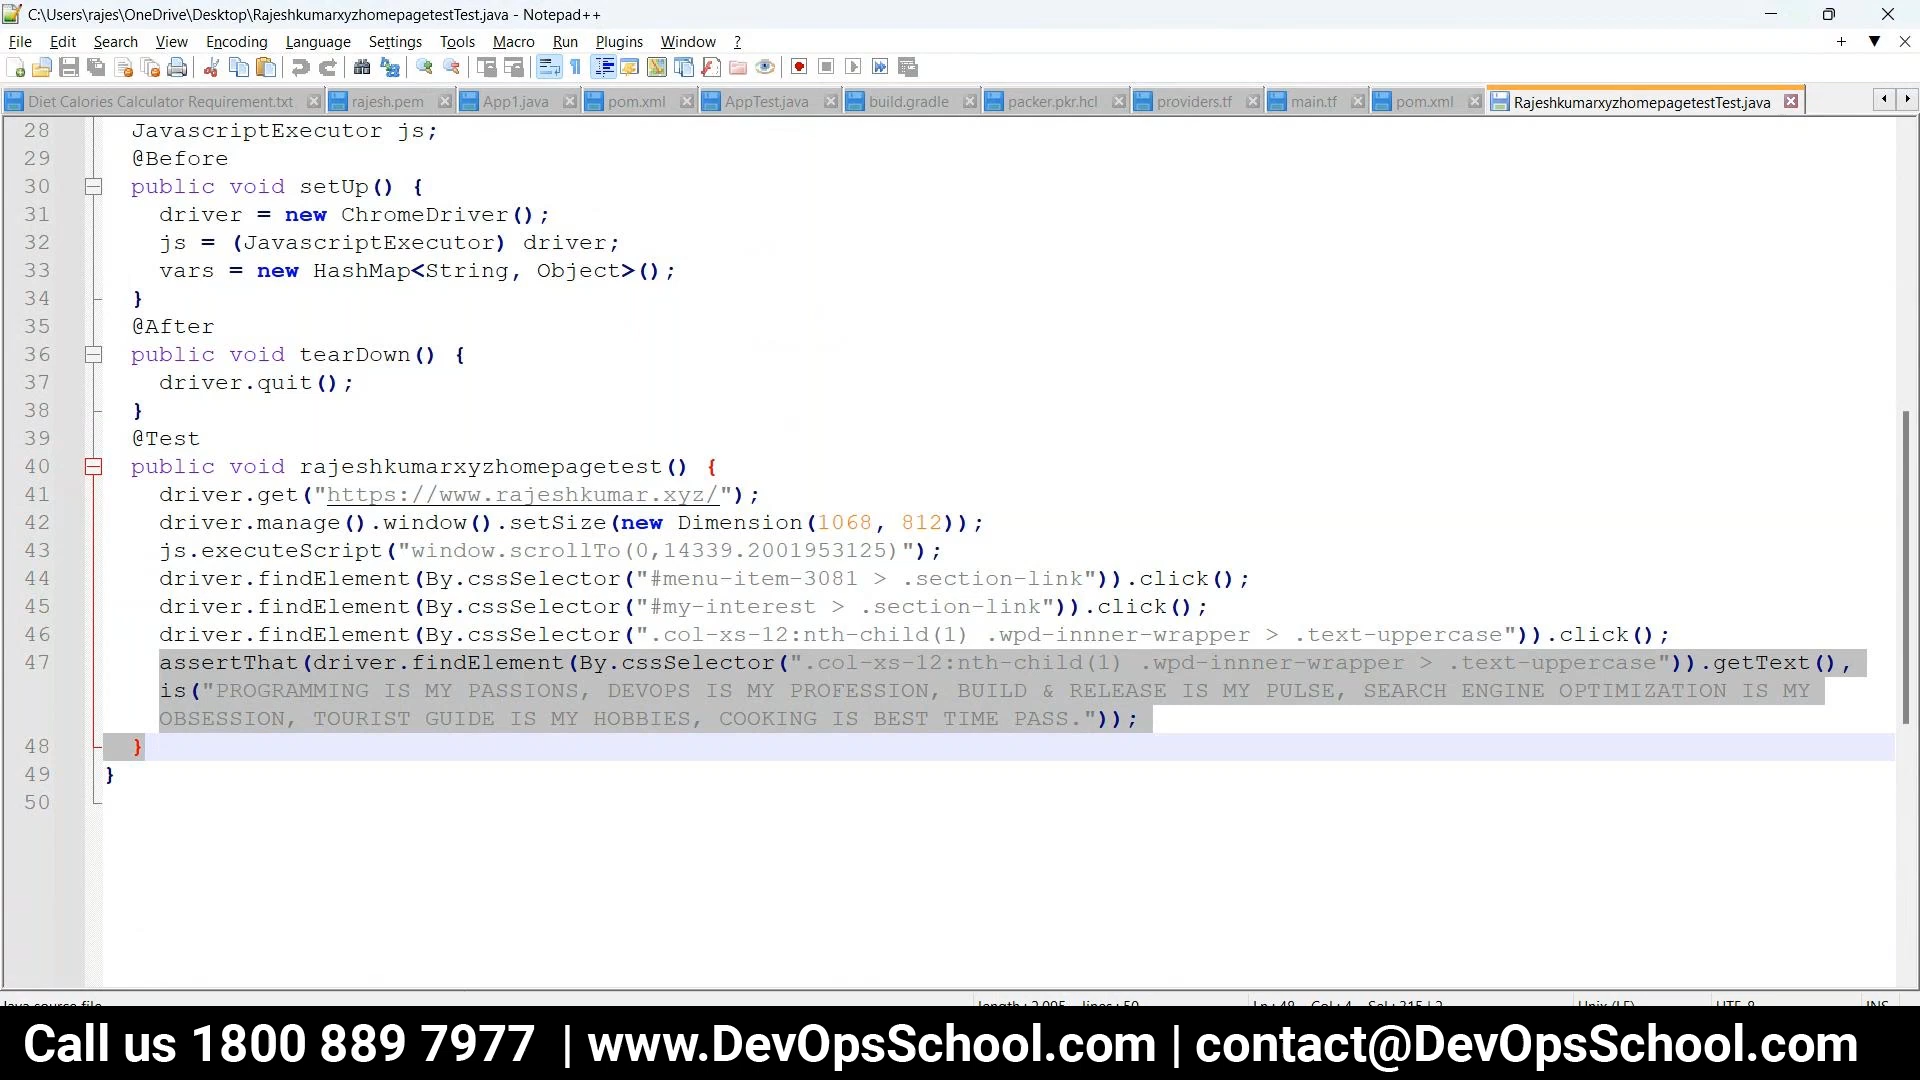 C:\Users\rajes\OneDrive\Desktop\RajeshkumarxyzhomepagetestTest.java - Notepad++
File Edit Search View Encoding Language Settings Tools Macro Run Plugins Window ?
Diet Calories Calculator Requirement.txt rajesh.pem App1.java pom.xml AppTest.java build.gradle packer.pkr.hcl providers.tf main.tf pom.xml RajeshkumarxyzhomepagetestTest.java
28 JavascriptExecutor js;
29 @Before
30 public void setUp() {
31 driver = new ChromeDriver();
32 js = (JavascriptExecutor) driver;
33 vars = new HashMap<String, Object>();
34 }
35 @After
36 public void tearDown() {
37 driver.quit();
38 }
39 @Test
40 public void rajeshkumarxyzhomepagetest() {
41 driver.get("https://www.rajeshkumar.xyz/");
42 driver.manage().window().setSize(new Dimension(1068, 812));
43 js.executeScript("window.scrollTo(0,14339.2001953125)");
44 driver.findElement(By.cssSelector("#menu-item-3081 > .section-link")).click();
45 driver.findElement(By.cssSelector("#my-interest > .section-link")).click();
46 driver.findElement(By.cssSelector(".col-xs-12:nth-child(1) .wpd-innner-wrapper > .text-uppercase")).click();
47 assertThat(driver.findElement(By.cssSelector(".col-xs-12:nth-child(1) .wpd-innner-wrapper > .text-uppercase")).getText(),
is("PROGRAMMING IS MY PASSIONS, DEVOPS IS MY PROFESSION, BUILD & RELEASE IS MY PULSE, SEARCH ENGINE OPTIMIZATION IS MY
OBSESSION, TOURIST GUIDE IS MY HOBBIES, COOKING IS BEST TIME PASS."));
48 }
49 }
50
Call us 1800 889 7977 | www.DevOpsSchool.com | contact@DevOpsSchool.com